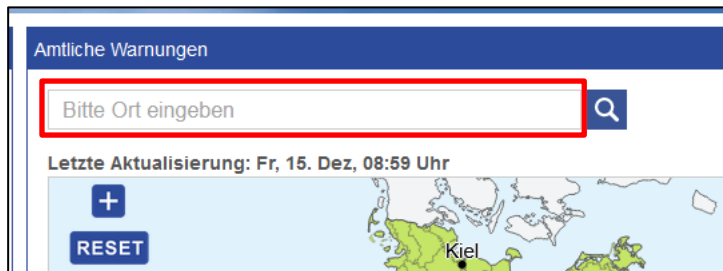 Amtliche Warnungen
Bitte Ort eingeben
Letzte Aktualisierung: Fr, 15. Dez, 08:59 Uhr
+
RESET
Kiel